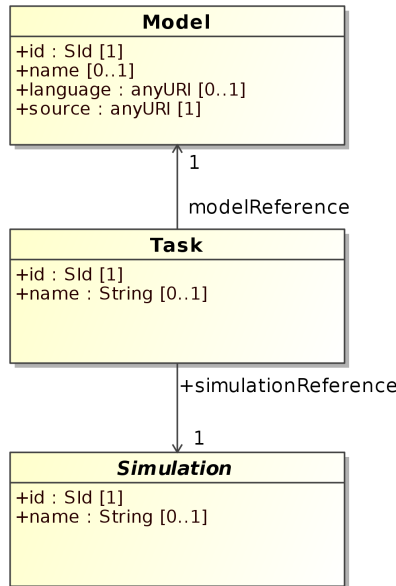 Model
+id : SId [1]
+name [0..1]
+language : anyURI [0..1]
+source : anyURI [1]
1
modelReference
Task
+id : SId [1]
+name : String [0..1]
+simulationReference
1
Simulation
+id : SId [1]
+name : String [0..1]